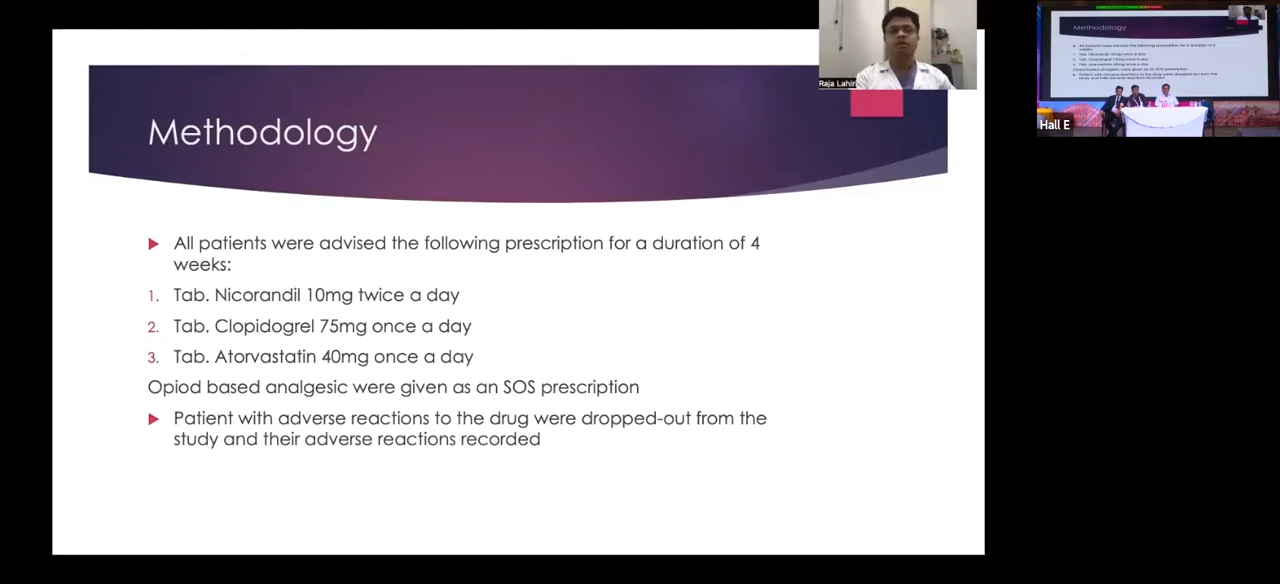 Methodology
All patients were advised the following prescription for a duration of 4
weeks:
1. Tab. Nicorandil 10mg twice a day
2. Tab. Clopidogrel 75mg once a day
3. Tab. Atorvastatin 40mg once a day
Opiod based analgesic were given as an SOS prescription
Patient with adverse reactions to the drug were dropped-out from the
study and their adverse reactions recorded
Raja Lahir
Methodology
Hall E